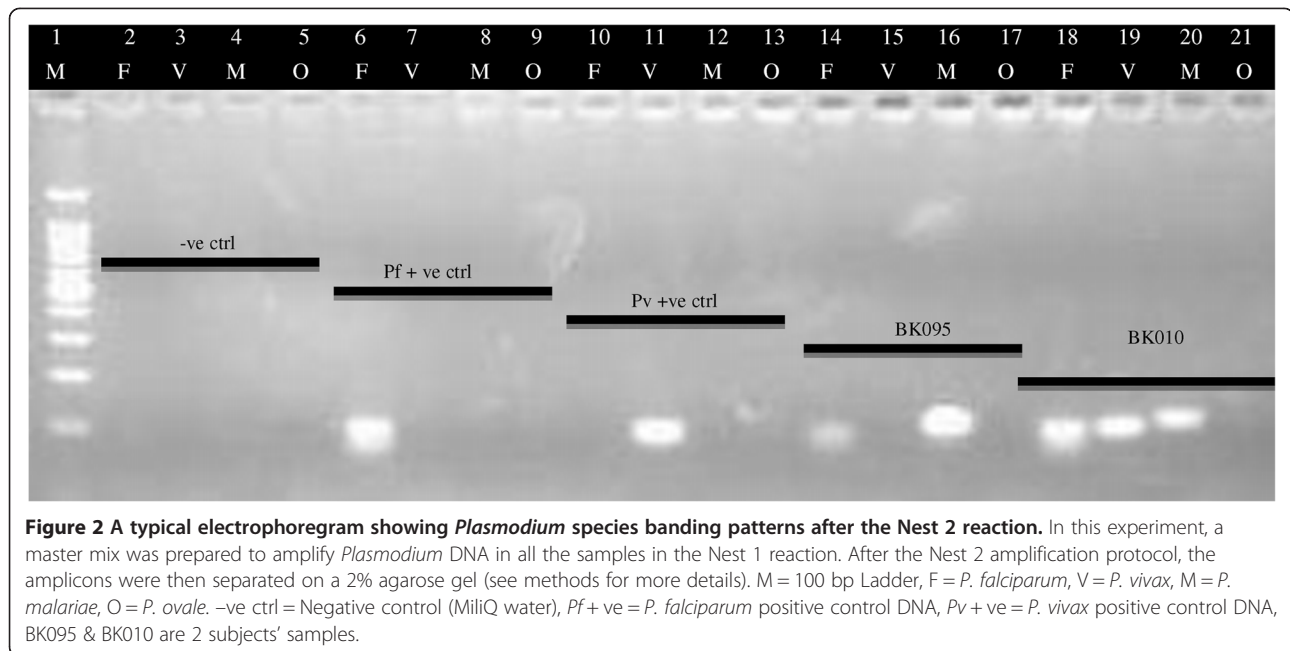 1 2 3 4 5 6 7 8 9 10 11 12 13 14 15 16 17 18 19 20 21
M F V M O F V M O F V M O F V M O F V M O
-ve ctrl
Pf + ve ctrl
Pv +ve ctrl
BK095
BK010
Figure 2 A typical electrophoregram showing Plasmodium species banding patterns after the Nest 2 reaction. In this experiment, a
master mix was prepared to amplify Plasmodium DNA in all the samples in the Nest 1 reaction. After the Nest 2 amplification protocol, the
amplicons were then separated on a 2% agarose gel (see methods for more details). M = 100 bp Ladder, F = P. falciparum, V = P. vivax, M = P.
malariae, O = P. ovale. –ve ctrl = Negative control (MiliQ water), Pf + ve = P. falciparum positive control DNA, Pv + ve = P. vivax positive control DNA,
BK095 & BK010 are 2 subjects' samples.